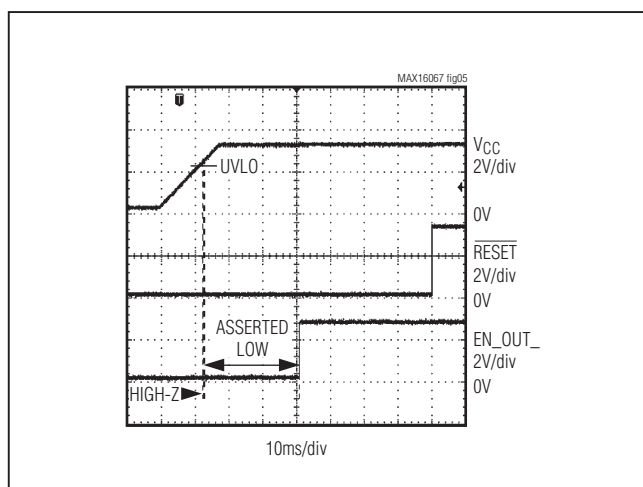 MAX16067 fig05
VCC
2V/div
UVLO
0V
RESET
2V/div
0V
ASSERTED
LOW
EN_OUT_
2V/div
0V
HIGH-Z
10ms/div